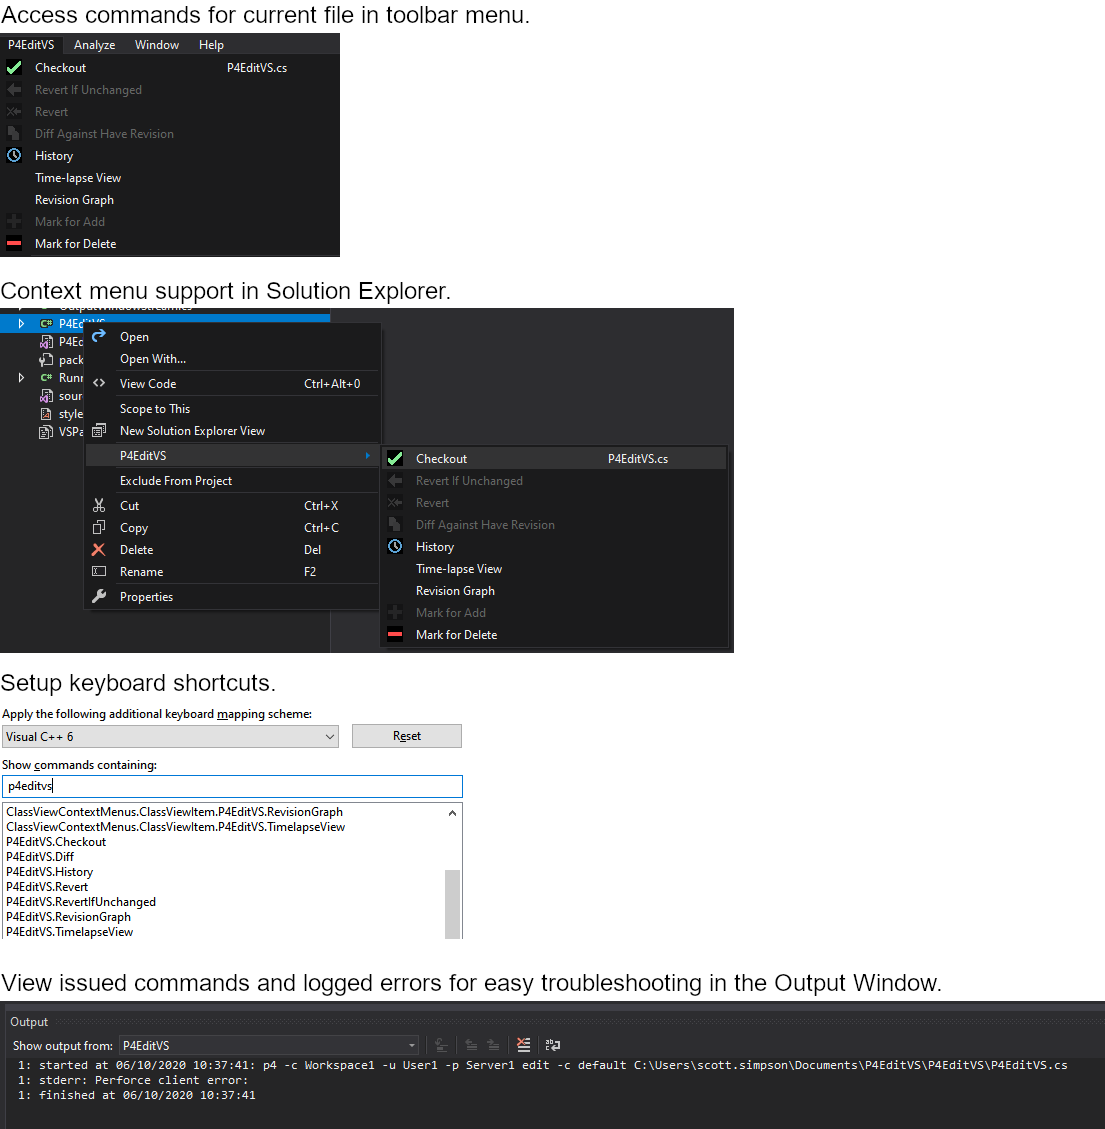 Access commands for current file in toolbar menu.
P4EditVS Analyze Window Help
Checkout P4EditVS.cs
Revert If Unchanged
Revert
Diff Against Have Revision
History
Time-lapse View
Revision Graph
Mark for Add
Mark for Delete
Context menu support in Solution Explorer.
OutputWindowStream.cs
P4EditVS
P4Ed
pack
Runn
sour
style
VSPa
Open
Open With...
View Code Ctrl+Alt+0
Scope to This
New Solution Explorer View
P4EditVS
Exclude From Project
Cut Ctrl+X
Copy Ctrl+C
Delete Del
Rename F2
Properties
Checkout P4EditVS.cs
Revert If Unchanged
Revert
Diff Against Have Revision
History
Time-lapse View
Revision Graph
Mark for Add
Mark for Delete
Setup keyboard shortcuts.
Apply the following additional keyboard mapping scheme:
Visual C++ 6 Reset
Show commands containing:
p4editvs
ClassViewContextMenus.ClassViewItem.P4EditVS.RevisionGraph
ClassViewContextMenus.ClassViewItem.P4EditVS.TimelapseView
P4EditVS.Checkout
P4EditVS.Diff
P4EditVS.History
P4EditVS.Revert
P4EditVS.RevertIfUnchanged
P4EditVS.RevisionGraph
P4EditVS.TimelapseView
View issued commands and logged errors for easy troubleshooting in the Output Window.
Output
Show output from: P4EditVS
1: started at 06/10/2020 10:37:41: p4 -c Workspace1 -u User1 -p Server1 edit -c default C:\Users\scott.simpson\Documents\P4EditVS\P4EditVS\P4EditVS.cs
1: stderr: Perforce client error:
1: finished at 06/10/2020 10:37:41